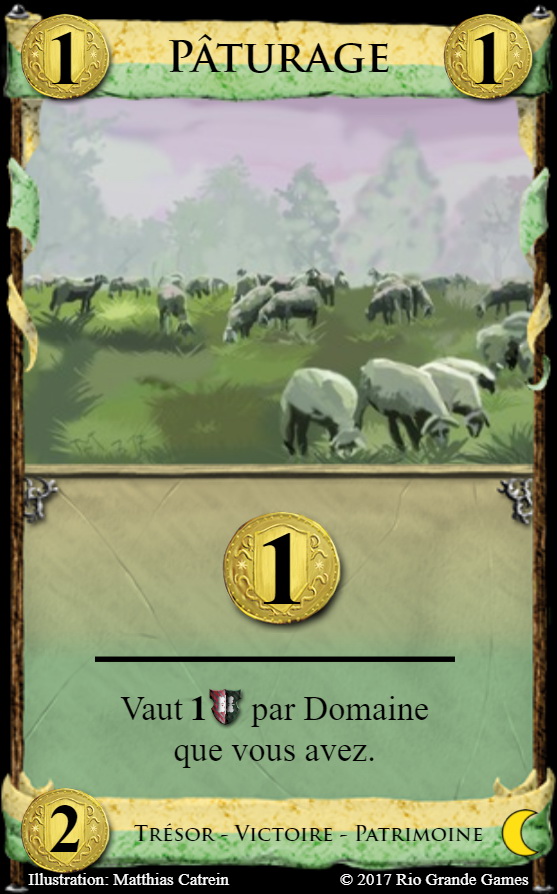 1 PÂTURAGE 1
1
Vaut 1 par Domaine
que vous avez.
2 TRÉSOR - VICTOIRE - PATRIMOINE
Illustration: Matthias Catrein © 2017 Rio Grande Games